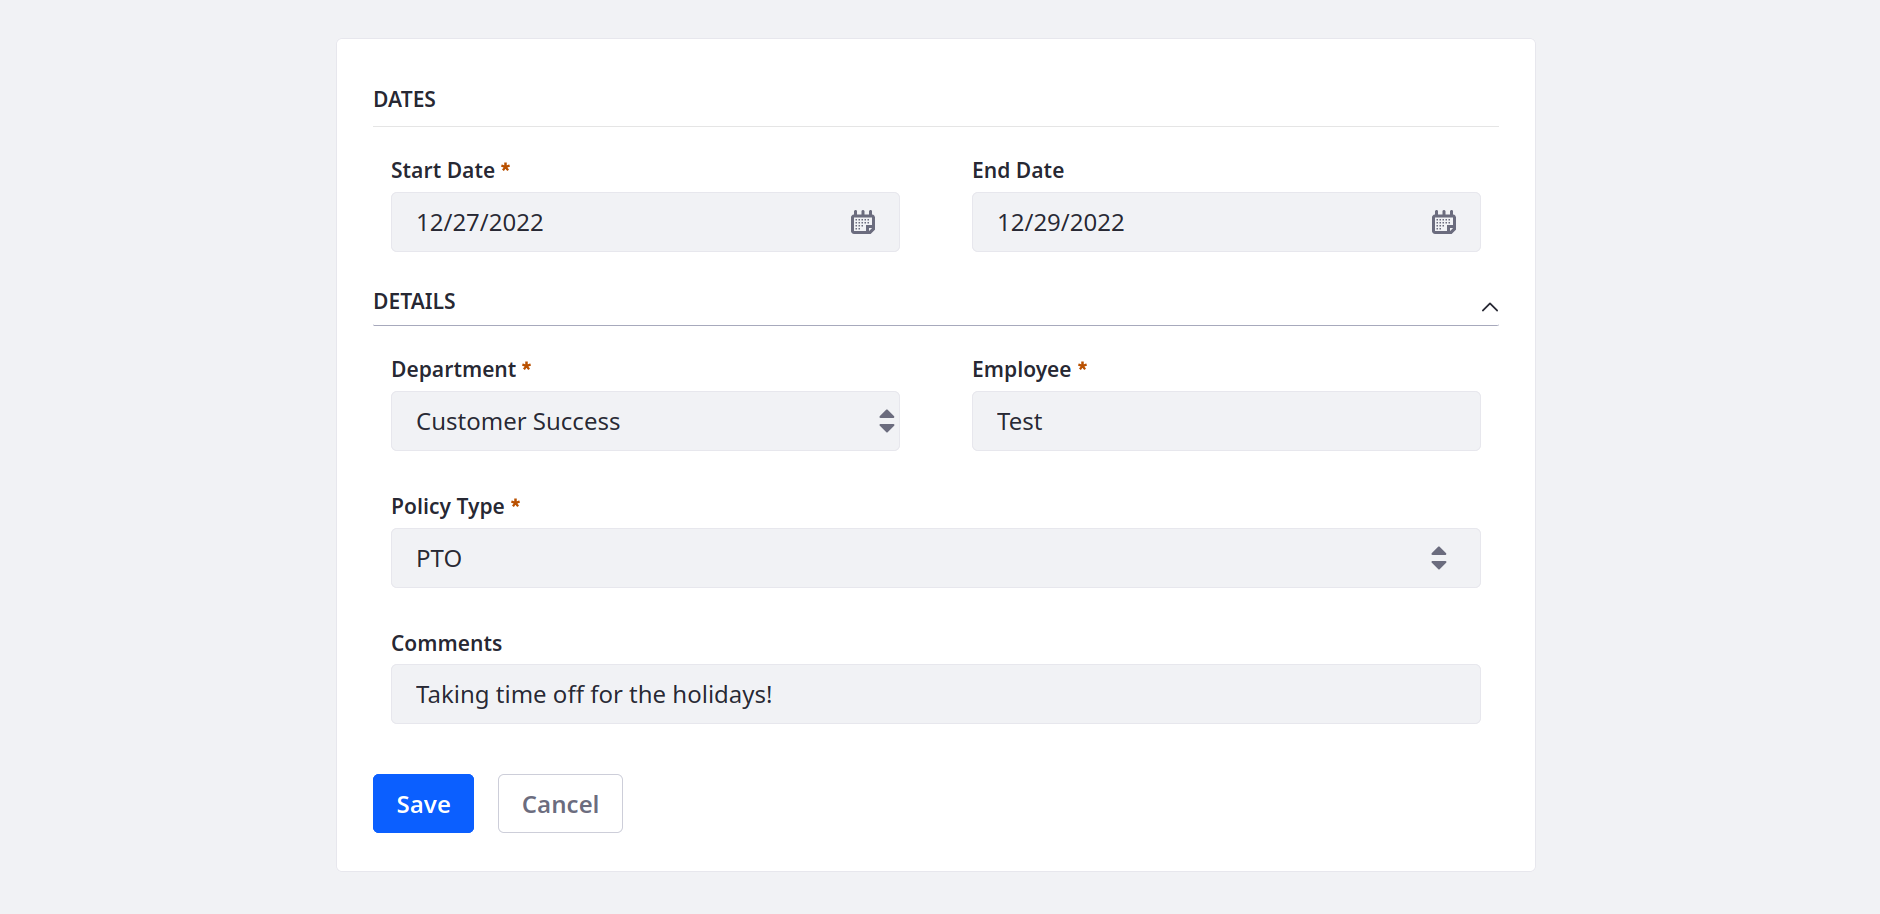 DATES
Start Date *
End Date
12/27/2022
12/29/2022
DETAILS
Department *
Employee *
Customer Success
Test
Policy Type *
PTO
Comments
Taking time off for the holidays!
Save
Cancel